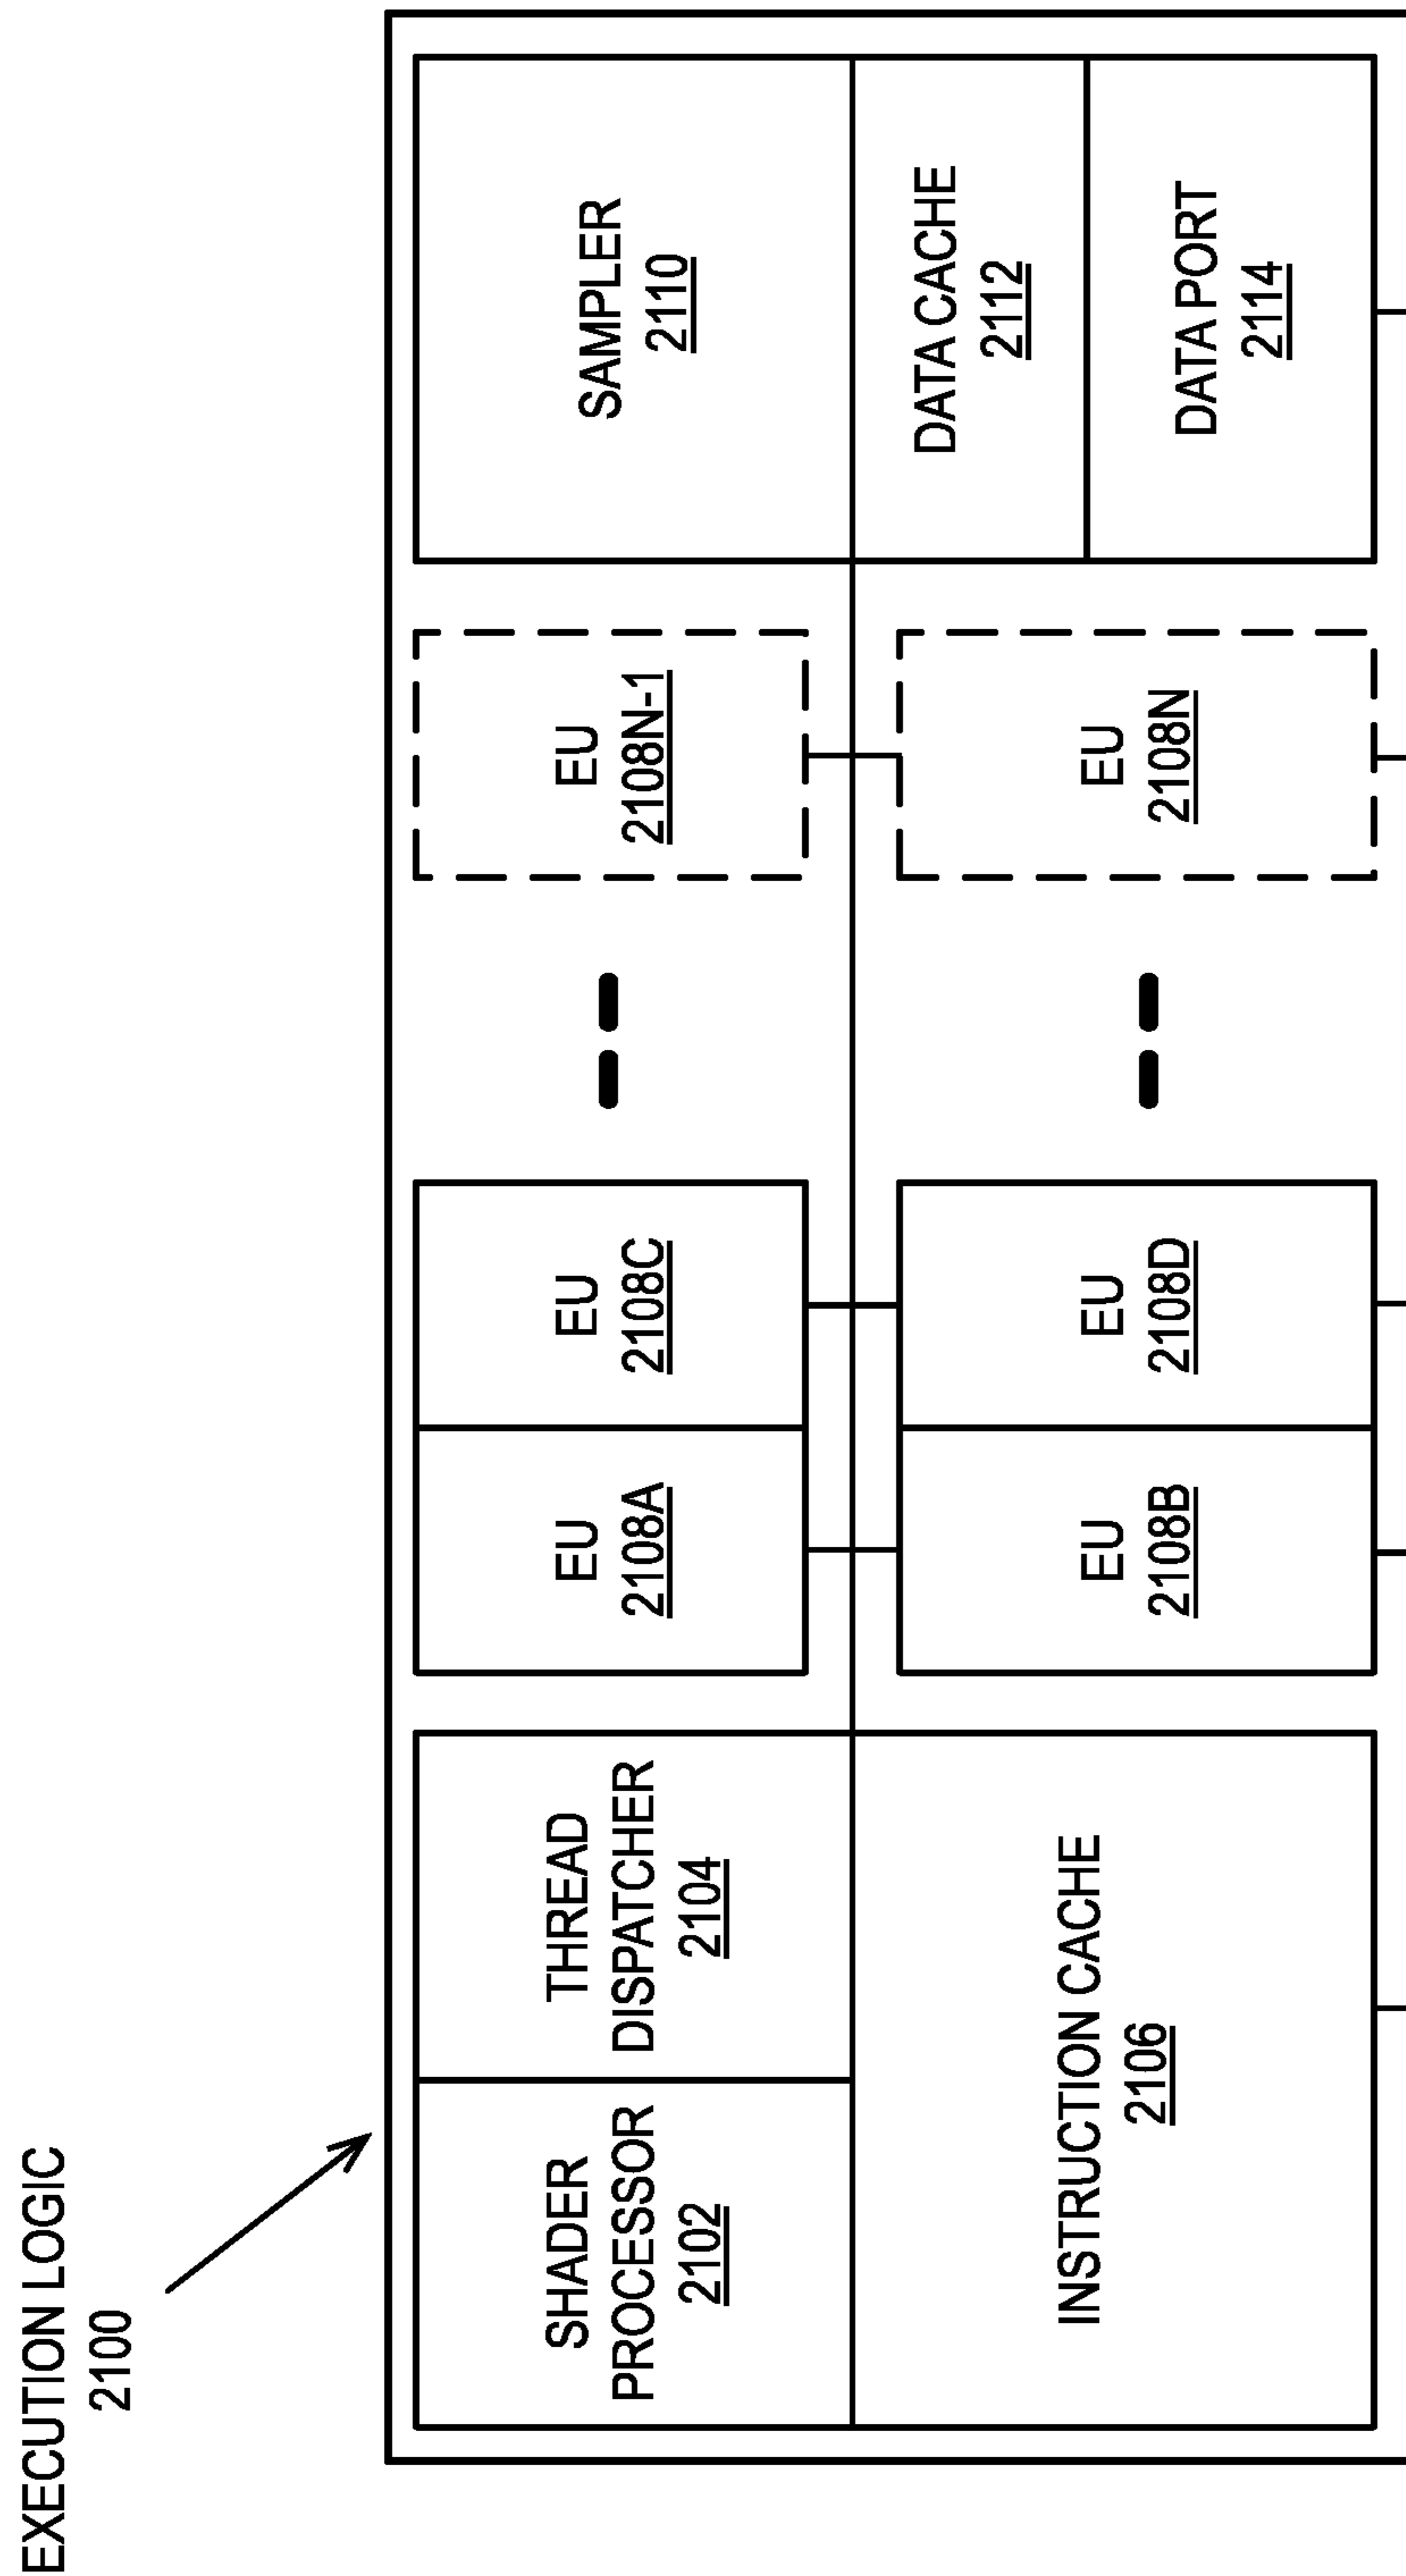 EXECUTION LOGIC
2100
SHADER
PROCESSOR
2102
THREAD
DISPATCHER
2104
EU
2108A
EU
2108C
EU
2108N-1
SAMPLER
2110
INSTRUCTION CACHE
2106
EU
2108B
EU
2108D
EU
2108N
DATA CACHE
2112
DATA PORT
2114